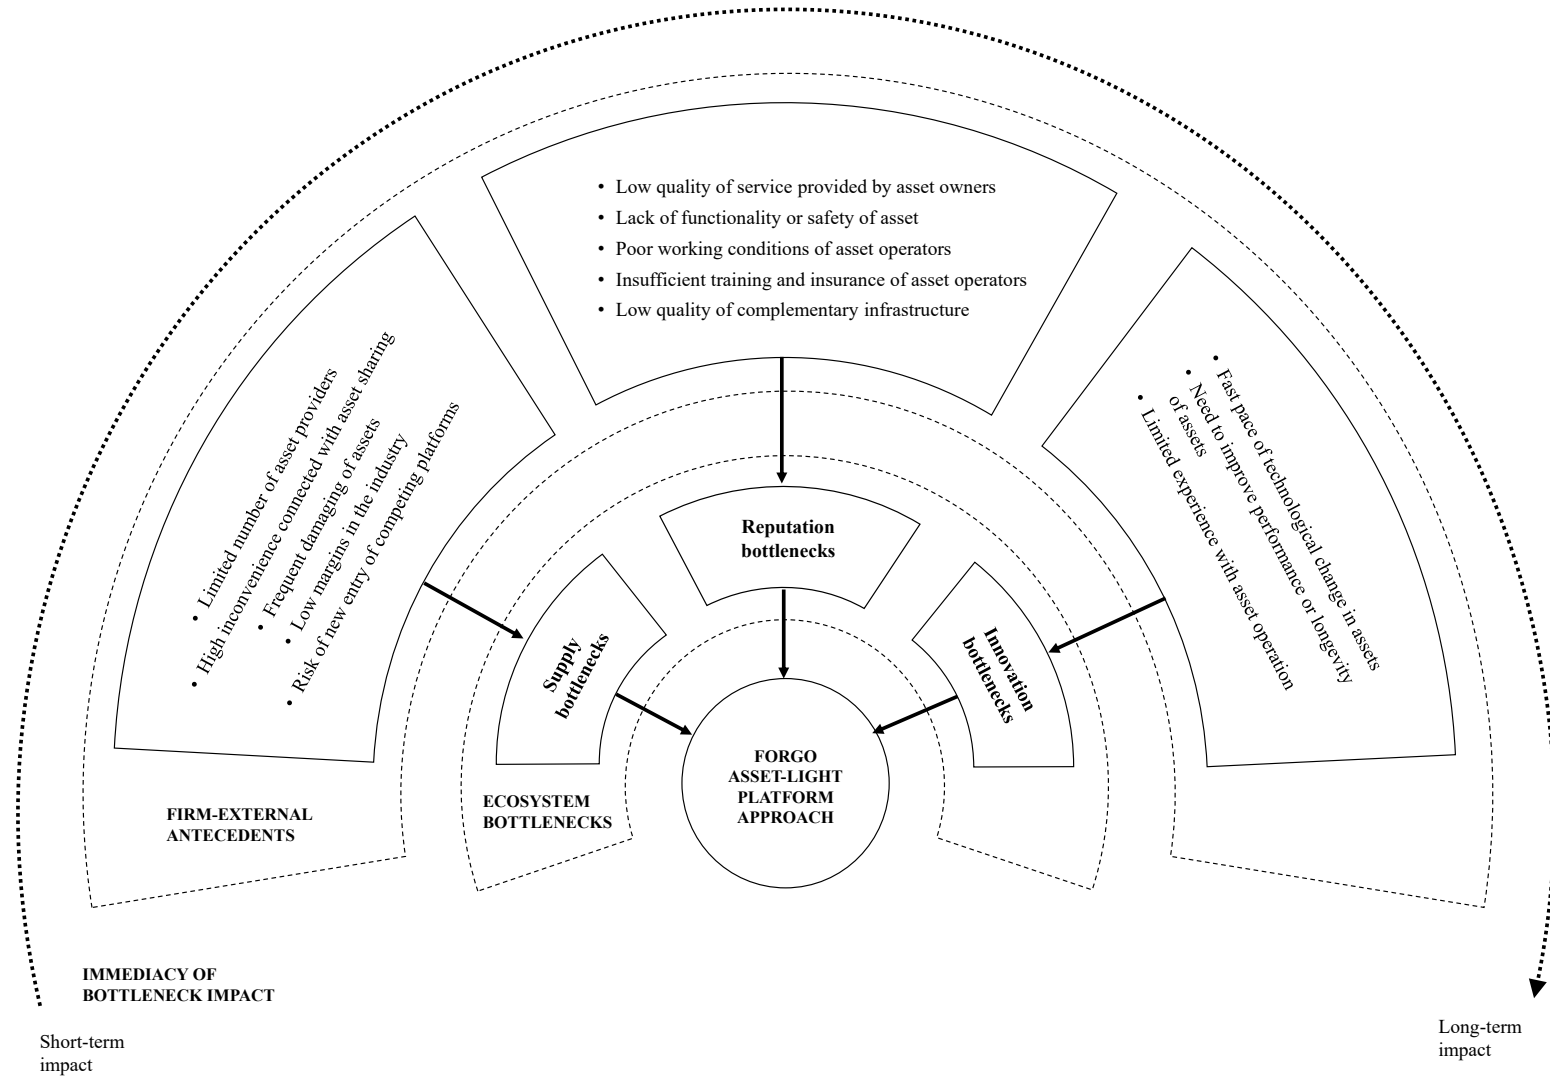 • Low quality of service provided by asset owners
• Lack of functionality or safety of asset
• Poor working conditions of asset operators
• Insufficient training and insurance of asset operators
• Low quality of complementary infrastructure
• Limited number of asset providers
• High inconvenience connected with asset sharing
• Frequent damaging of assets
• Low margins in the industry
• Risk of new entry of competing platforms
• Fast pace of technological change in assets
• Need to improve performance or longevity
of assets
• Limited experience with asset operation
Reputation
bottlenecks
Supply
bottlenecks
Innovation
bottlenecks
FORGO
ASSET-LIGHT
PLATFORM
APPROACH
FIRM-EXTERNAL
ANTECEDENTS
ECOSYSTEM
BOTTLENECKS
IMMEDIACY OF
BOTTLENECK IMPACT
Short-term
impact
Long-term
impact